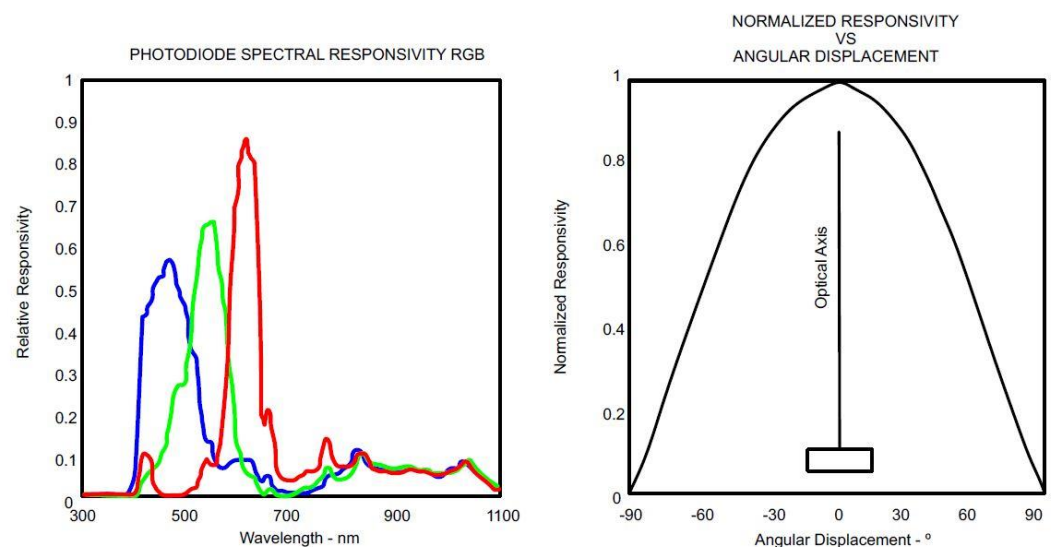 PHOTODIODE SPECTRAL RESPONSIVITY RGB
1
0.9
0.8
0.7
0.6
0.5
0.4
0.3
0.2
0.1
0
300 500 700 900 1100
Relative Responsivity
Wavelength - nm
NORMALIZED RESPONSIVITY
VS
ANGULAR DISPLACEMENT
1
0.8
0.6
0.4
0.2
0
-90 -60 -30 0 30 60 90
Normalized Responsivity
Optical Axis
Angular Displacement - º